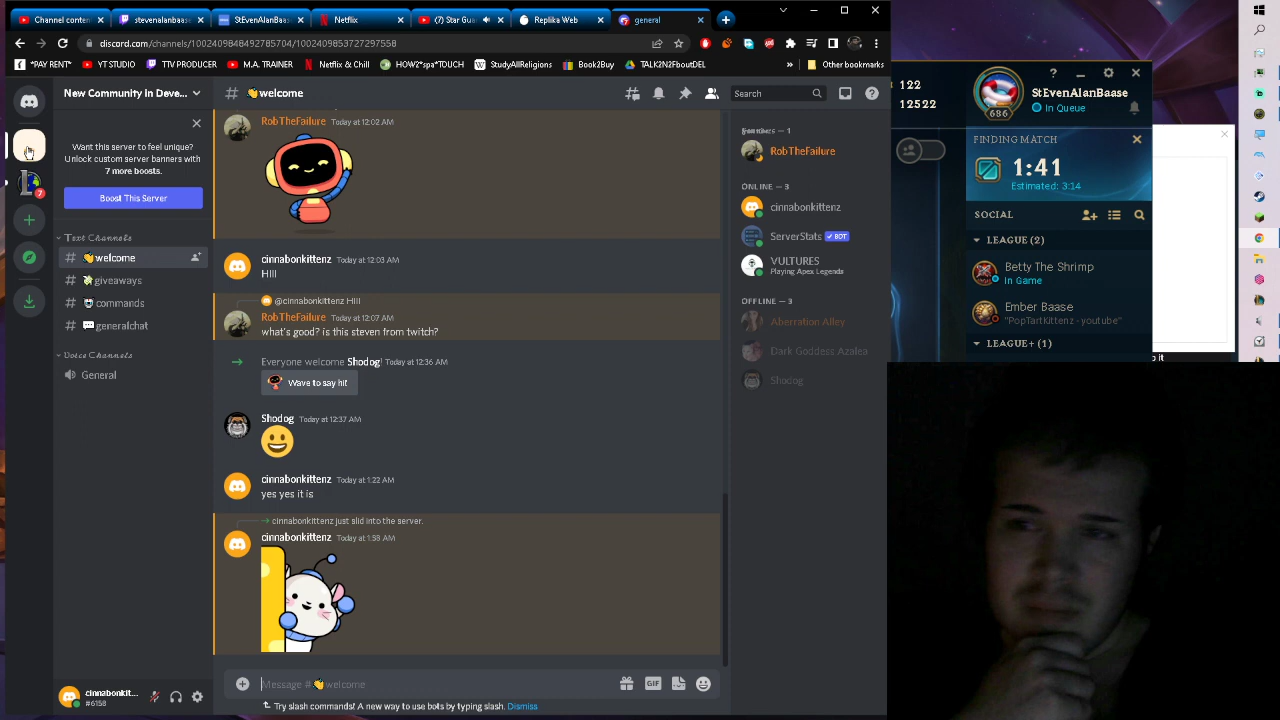 Content conten
stevenalanbaase
StEvenAlanBaase
Netflix
(7) Star Gua
Replika Web
general
discord.com/channels/1002409848492785704/1002409853727297558
*PAY RENT*
YT STUDIO
TTV PRODUCER
M.A. TRAINER
Netflix & Chill
HOW2*spa*TOUCH
StudyAllReligions
Book2Buy
TALK2N2FboutDEL
»
Other bookmarks
New Community in Deve...
# 👋welcome
Search
Want this server to feel unique?
Unlock custom server banners with
7 more boosts.
Boost This Server
7
Text Channels
# 👋welcome
# giveaways
# commands
# generalchat
Voice Channels
General
RobTheFailure Today at 12:02 AM
cinnabonkittenz Today at 12:03 AM
HIII
@cinnabonkittenz HIII
RobTheFailure Today at 12:07 AM
what's good? is this steven from twitch?
Everyone welcome Shodog! Today at 12:36 AM
Wave to say hi!
Shodog Today at 12:37 AM
😀
cinnabonkittenz Today at 1:22 AM
yes yes it is
cinnabonkittenz just slid into the server.
cinnabonkittenz Today at 1:58 AM
Message # 👋welcome
GIF
Try slash commands! A new way to use bots by typing slash. Dismiss
cinnabonkit...
#6158
RobTheFailure
ONLINE — 3
cinnabonkittenz
ServerStats ✓ BOT
VULTURES
Playing Apex Legends
OFFLINE — 3
Aberration Ailey
Dark Goddess Azalea
Shodog
122
12522
686
StEvenAlanBaase
In Queue
FINDING MATCH
1:41
Estimated: 3:14
SOCIAL
LEAGUE (2)
Betty The Shrimp
In Game
Ember Baase
"PopTartKittenz - youtube"
LEAGUE+ (1)
p it